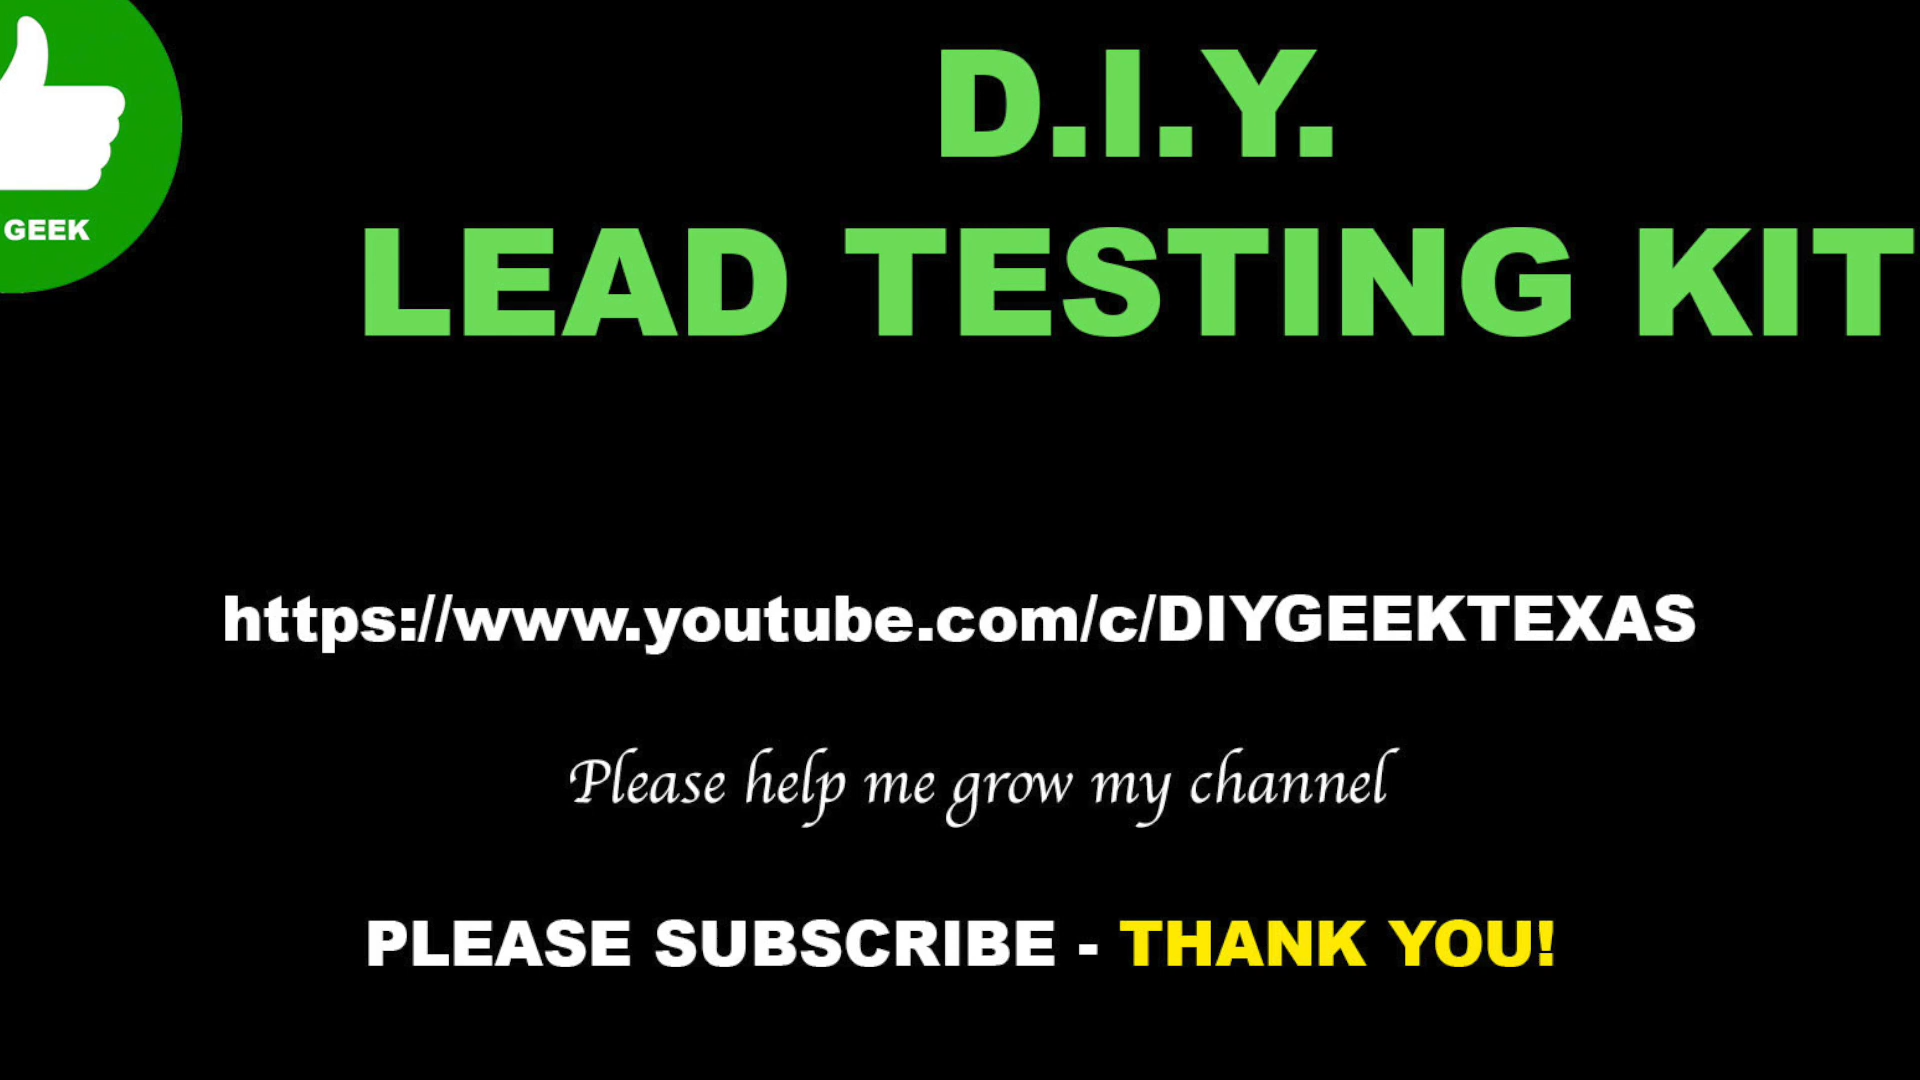 D.I.Y.
LEAD TESTING KIT
GEEK
https://www.youtube.com/c/DIYGEEKTEXAS
Please help me grow my channel
PLEASE SUBSCRIBE - THANK YOU!